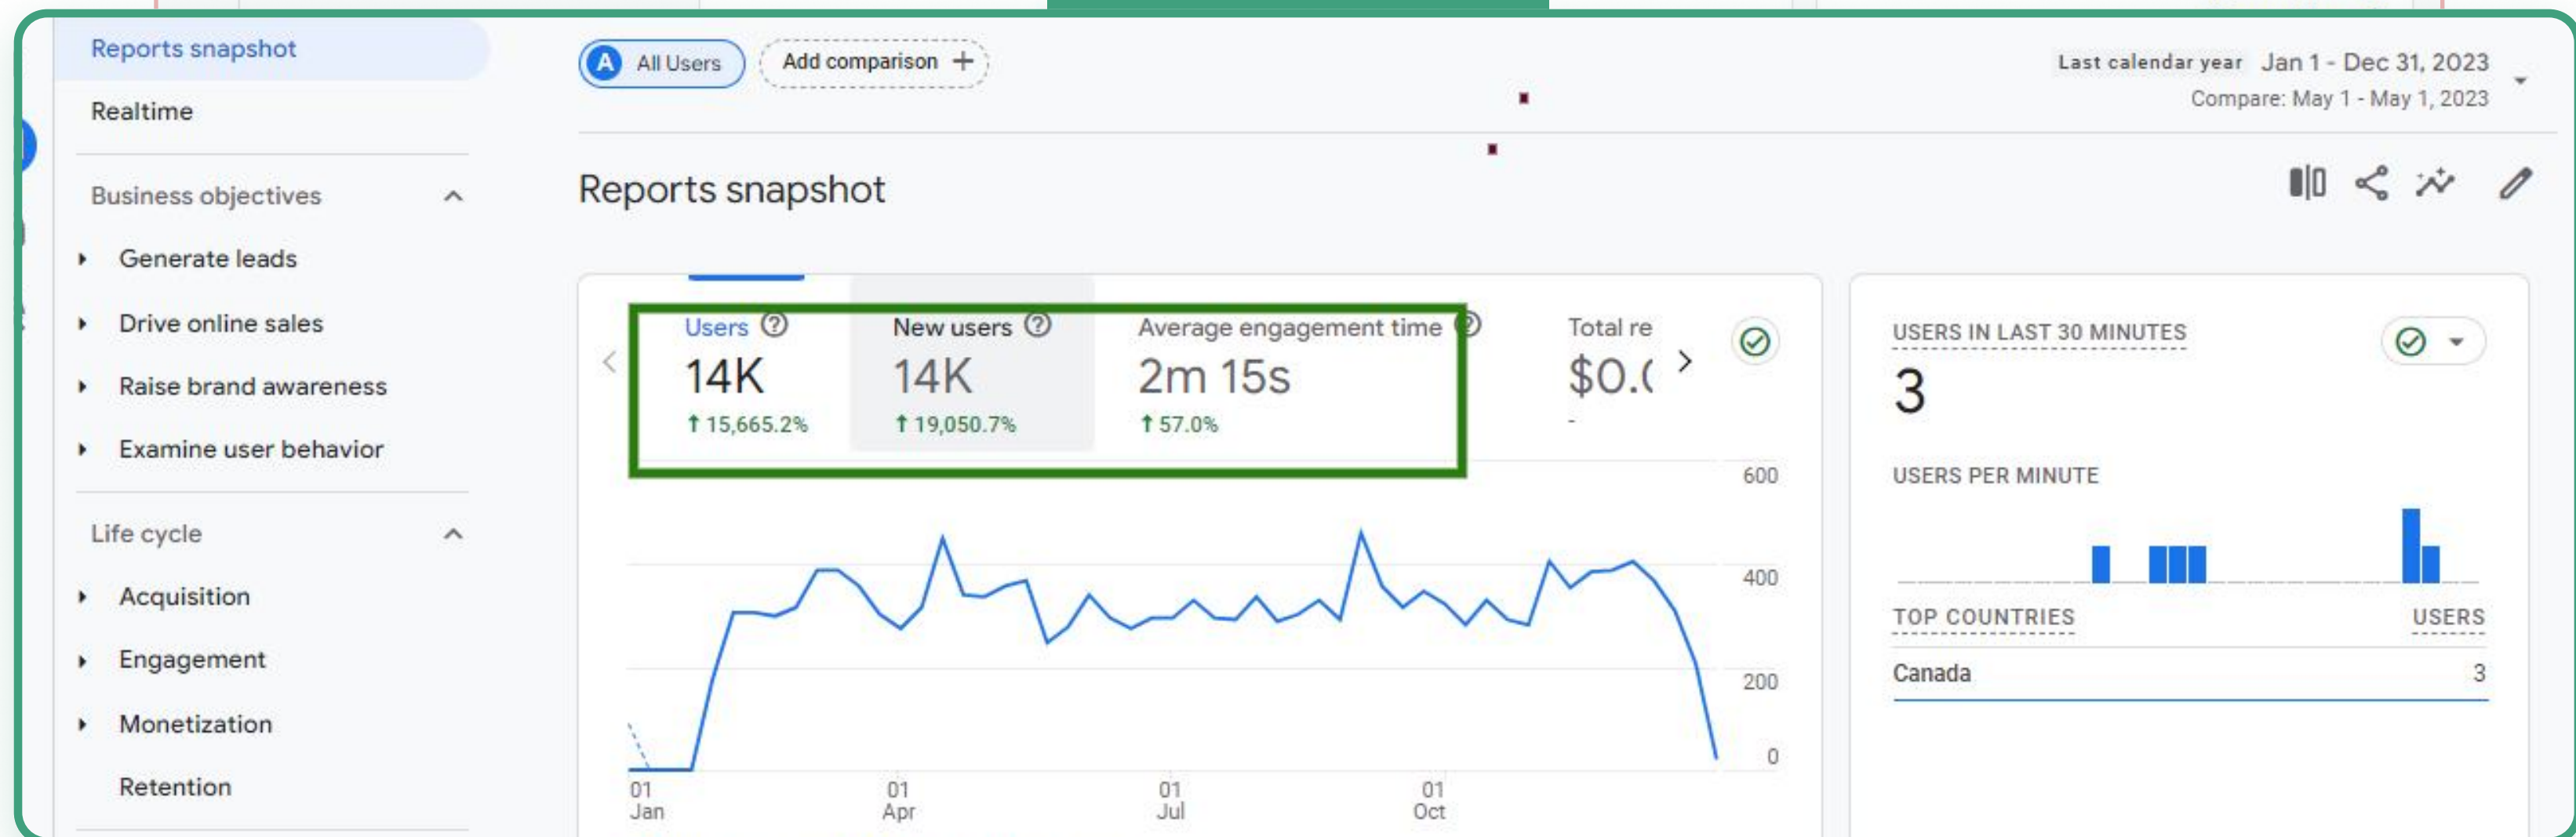 Reports snapshot
Realtime
Business objectives
Generate leads
Drive online sales
Raise brand awareness
Examine user behavior
Life cycle
Acquisition
Engagement
Monetization
Retention
A All Users
Add comparison +
Last calendar year Jan 1 - Dec 31, 2023
Compare: May 1 - May 1, 2023
Reports snapshot
Users
14K
↑ 15,665.2%
New users
14K
↑ 19,050.7%
Average engagement time
2m 15s
↑ 57.0%
Total re
$0.
-
600
400
200
0
01 Jan
01 Apr
01 Jul
01 Oct
USERS IN LAST 30 MINUTES
3
USERS PER MINUTE
TOP COUNTRIES USERS
Canada 3